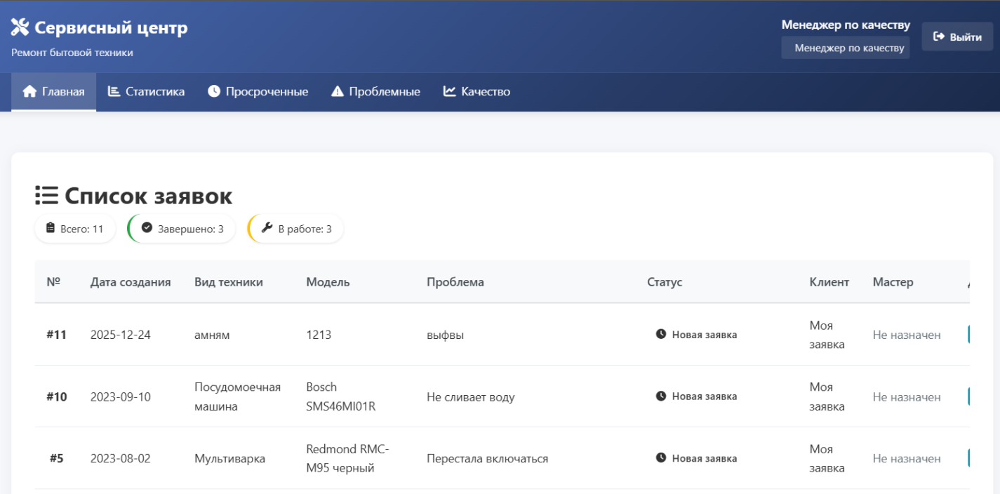 Сервисный центр
Ремонт бытовой техники
Менеджер по качеству
Менеджер по качеству
Выйти
Главная Статистика Просроченные Проблемные Качество
Список заявок
Всего: 11 Завершено: 3 В работе: 3
№ Дата создания Вид техники Модель Проблема Статус Клиент Мастер
#11 2025-12-24 амням 1213 выфвы Новая заявка Моя заявка Не назначен
#10 2023-09-10 Посудомоечная машина Bosch SMS46MI01R Не сливает воду Новая заявка Моя заявка Не назначен
#5 2023-08-02 Мультиварка Redmond RMC-M95 черный Перестала включаться Новая заявка Моя заявка Не назначен